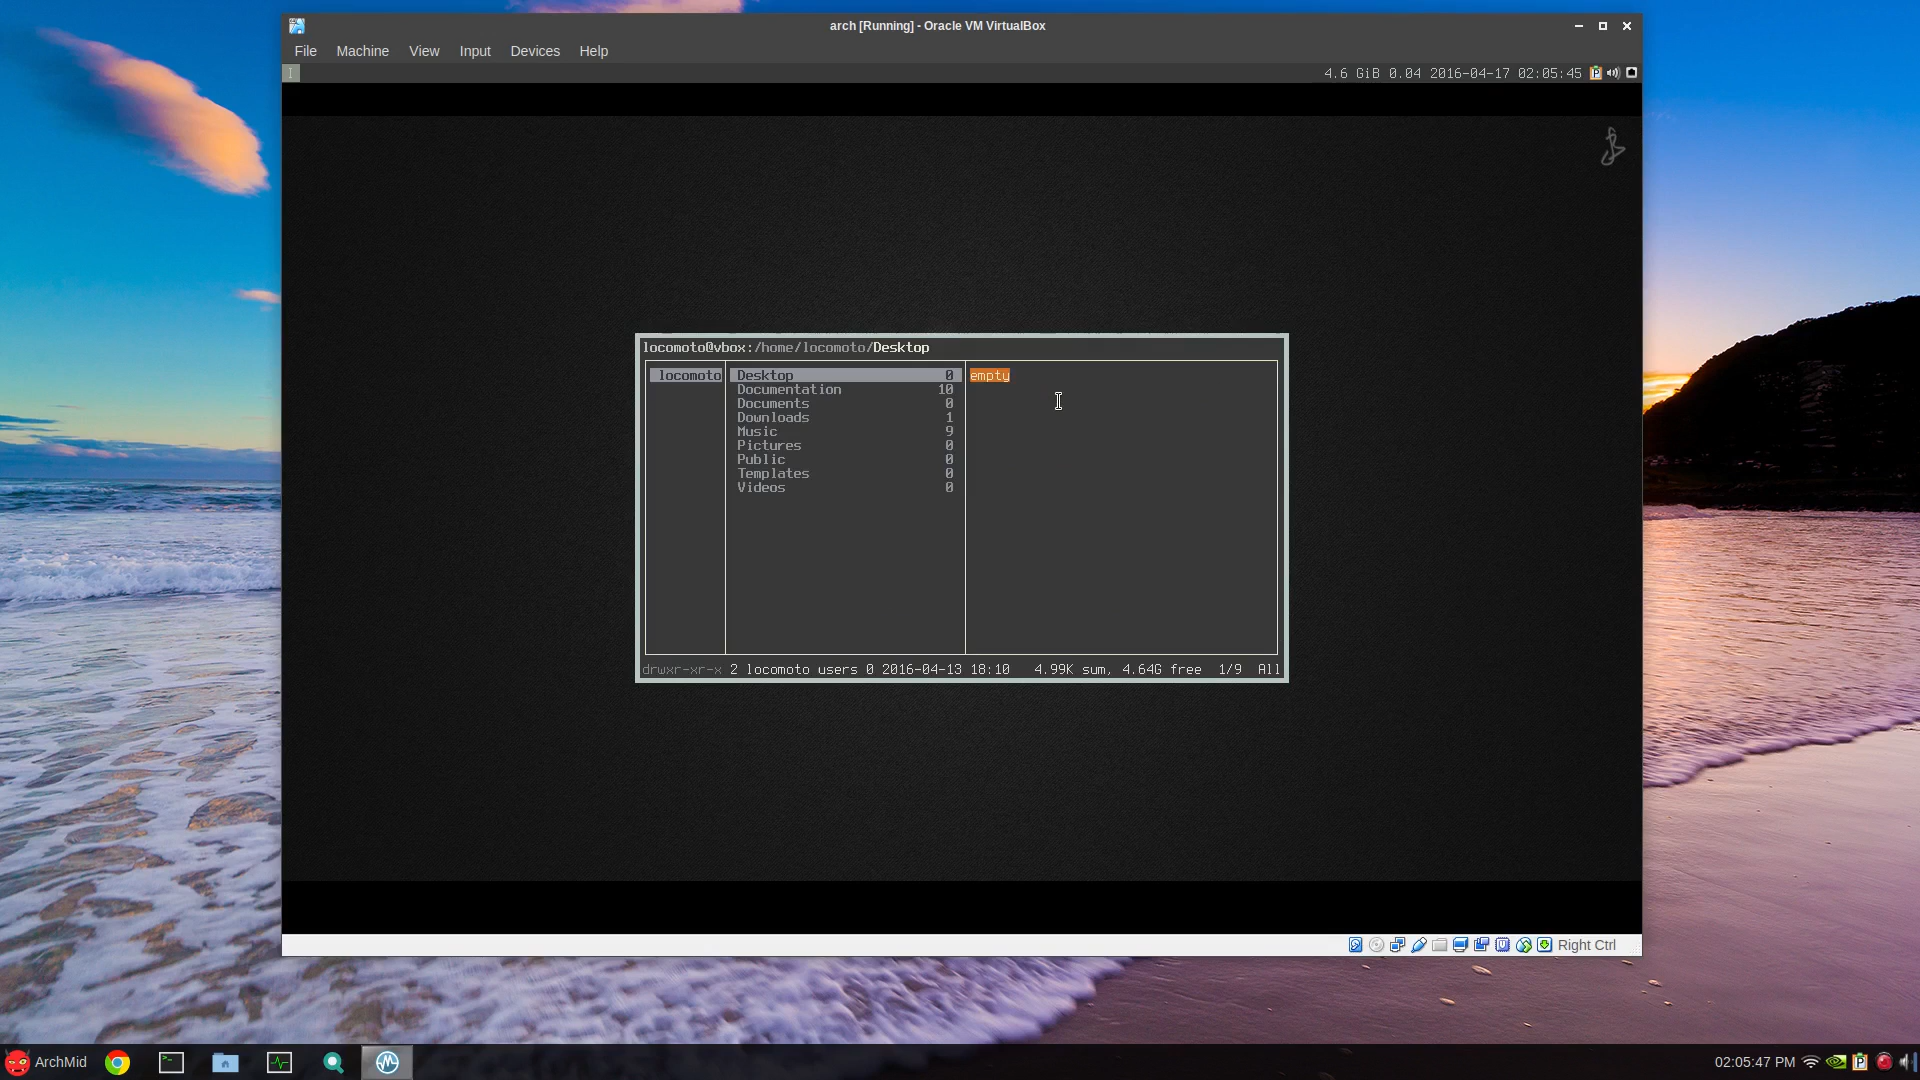 arch [Running] - Oracle VM VirtualBox
File Machine View Input Devices Help
1 4.6 GiB 0.04 2016-04-17 02:05:45
locomoto@vbox:/home/locomoto/Desktop
locomoto Desktop 0 empty
Documentation 10
Documents 0
Downloads 1
Music 9
Pictures 0
Public 0
Templates 0
Videos 0
drwxr-xr-x 2 locomoto users 0 2016-04-13 18:10 4.99K sum, 4.64G free 1/9 All
Right Ctrl
ArchMid 02:05:47 PM